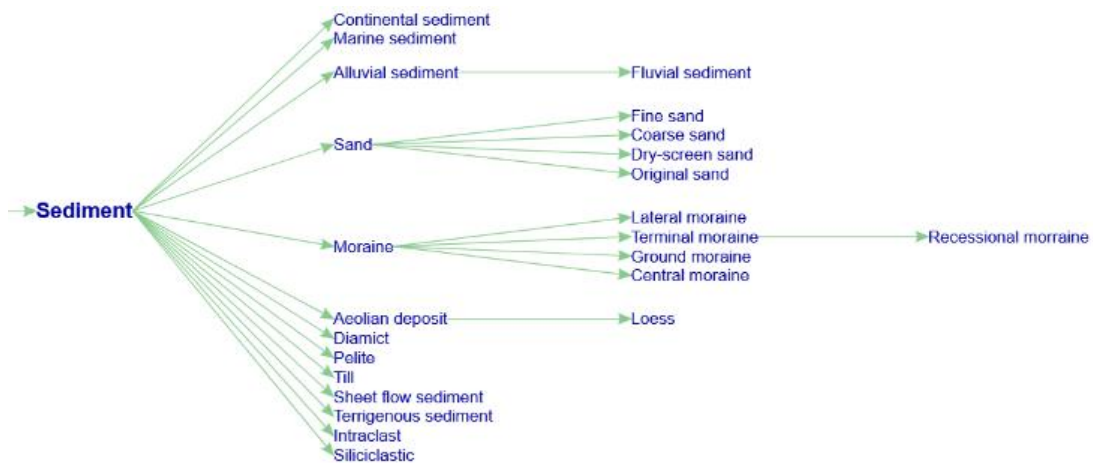 Continental sediment
Marine sediment
Alluvial sediment
Fluvial sediment
Fine sand
Coarse sand
Sand
Dry-screen sand
Original sand
Sediment
Lateral moraine
Terminal moraine
Recessional morraine
Moraine
Ground moraine
Central moraine
Aeolian deposit
Loess
Diamict
Pelite
Till
Sheet flow sediment
Terrigenous sediment
Intraclast
Siliciclastic